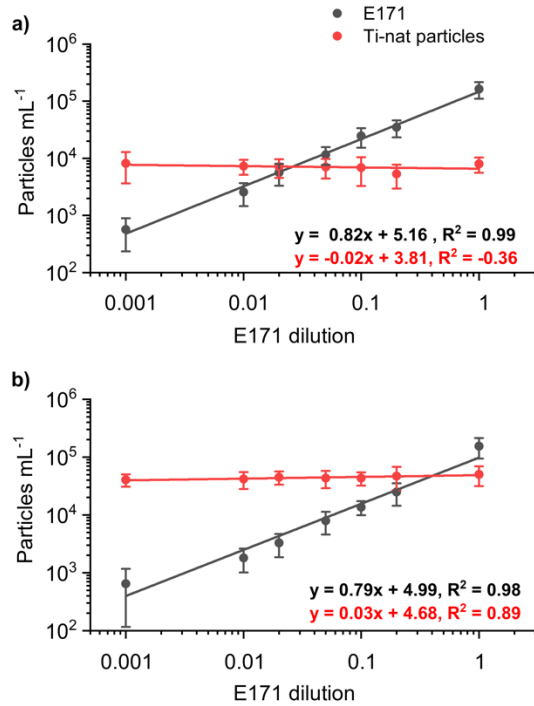 a)
E171
Ti-nat particles
Particles mL⁻¹
10⁶
10⁵
10⁴
10³
10²
y =  0.82x + 5.16 , R² = 0.99
y = -0.02x + 3.81, R² = -0.36
0.001 0.01 0.1 1
E171 dilution
b)
Particles mL⁻¹
10⁶
10⁵
10⁴
10³
10²
y = 0.79x + 4.99, R² = 0.98
y = 0.03x + 4.68, R² = 0.89
0.001 0.01 0.1 1
E171 dilution